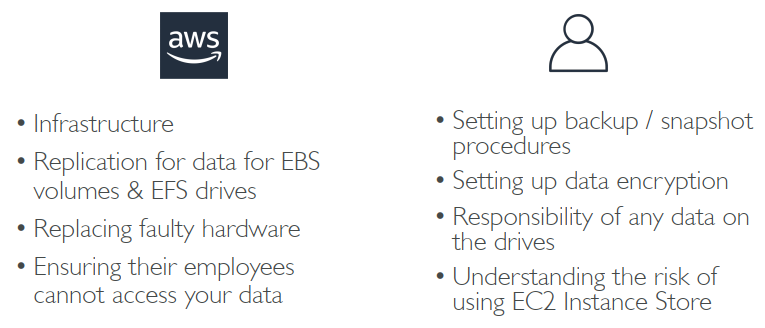 aws
• Infrastructure
• Replication for data for EBS
volumes & EFS drives
• Replacing faulty hardware
• Ensuring their employees
cannot access your data
• Setting up backup / snapshot
procedures
• Setting up data encryption
• Responsibility of any data on
the drives
• Understanding the risk of
using EC2 Instance Store